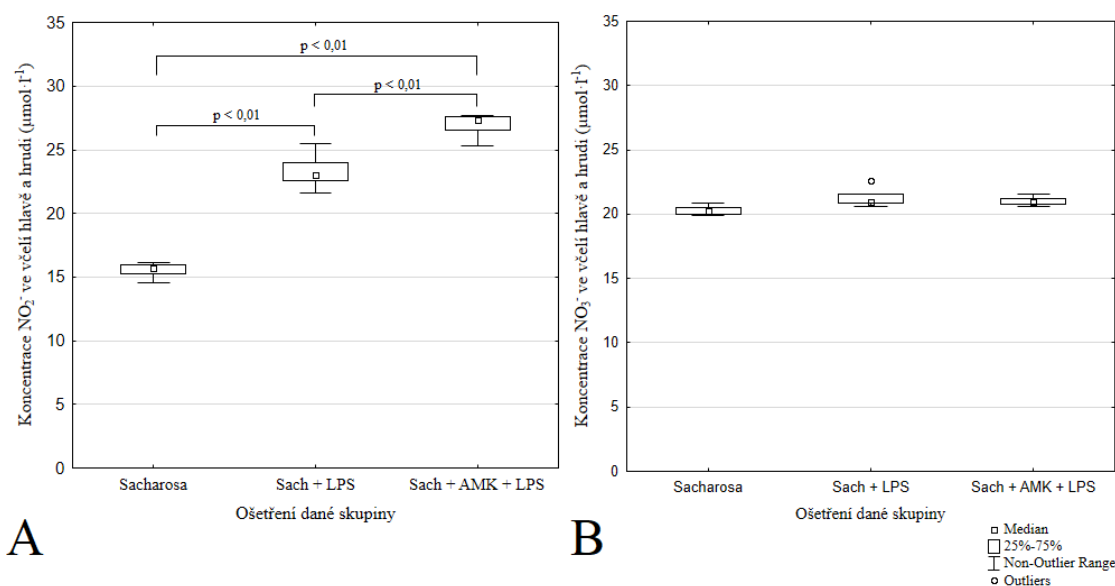 35
30
25
20
15
10
5
0
Koncentrace NO₂⁻ ve včelí hlavě a hrudi (µmol·l⁻¹)
p < 0,01
p < 0,01
p < 0,01
Sacharosa
Sach + LPS
Sach + AMK + LPS
Ošetření dané skupiny
A
35
30
25
20
15
10
5
0
Koncentrace NO₃⁻ ve včelí hlavě a hrudi (µmol·l⁻¹)
Sacharosa
Sach + LPS
Sach + AMK + LPS
Ošetření dané skupiny
B
Median
25%-75%
Non-Outlier Range
Outliers